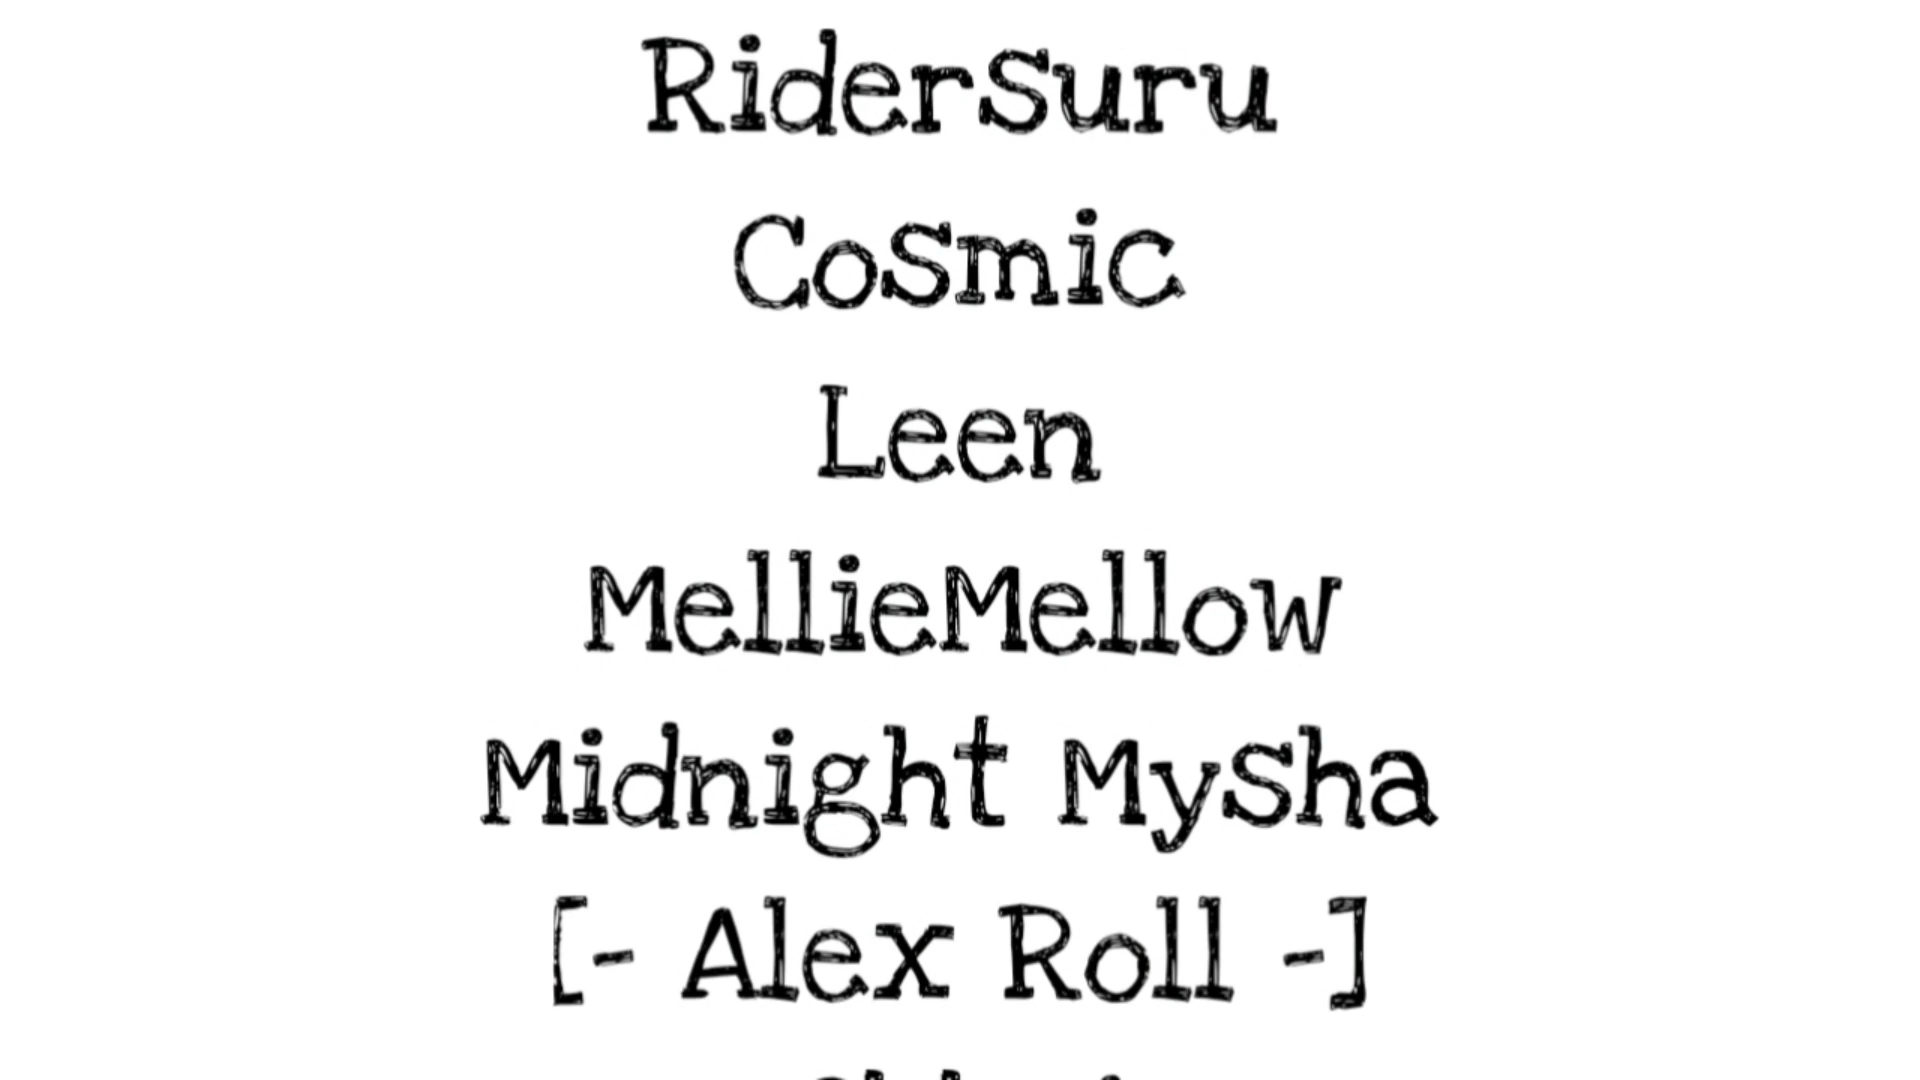 RiderSuru
Cosmic
Leen
MellieMellow
Midnight MySha
[- Alex Roll -]